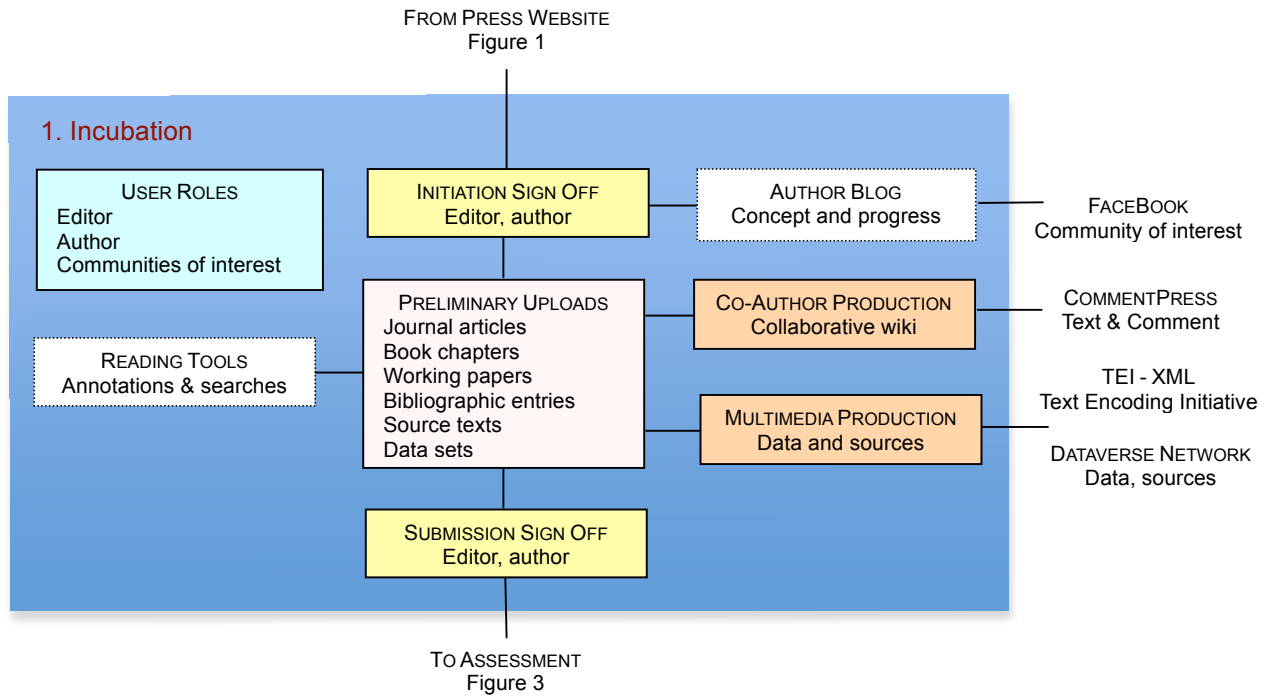 FROM PRESS WEBSITE
Figure 1
1. Incubation
USER ROLES
Editor
Author
Communities of interest
INITIATION SIGN OFF
Editor, author
AUTHOR BLOG
Concept and progress
FACEBOOK
Community of interest
READING TOOLS
Annotations & searches
PRELIMINARY UPLOADS
Journal articles
Book chapters
Working papers
Bibliographic entries
Source texts
Data sets
CO-AUTHOR PRODUCTION
Collaborative wiki
COMMENTPRESS
Text & Comment
MULTIMEDIA PRODUCTION
Data and sources
TEI - XML
Text Encoding Initiative
DATAVERSE NETWORK
Data, sources
SUBMISSION SIGN OFF
Editor, author
TO ASSESSMENT
Figure 3